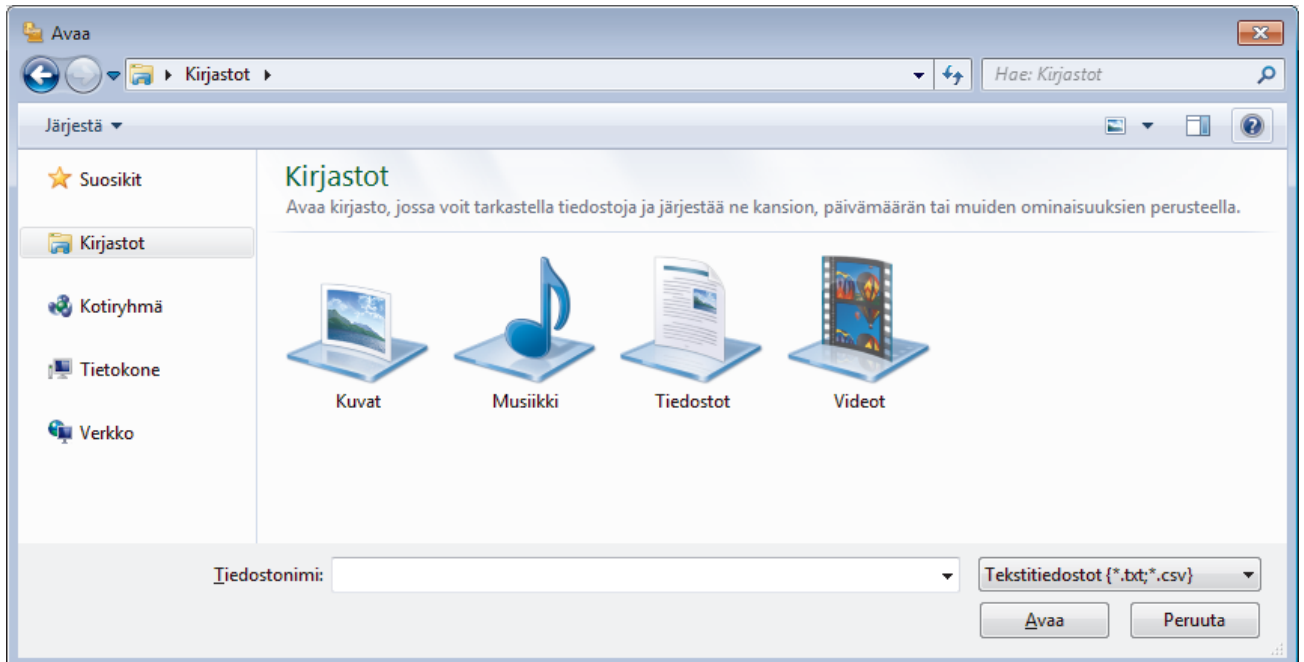 Avaa
Kirjastot
Hae: Kirjastot
Järjestä
Suosikit
Kirjastot
Kotiryhmä
Tietokone
Verkko
Kirjastot
Avaa kirjasto, jossa voit tarkastella tiedostoja ja järjestää ne kansion, päivämäärän tai muiden ominaisuuksien perusteella.
Kuvat
Musiikki
Tiedostot
Videot
Tiedostonimi:
Tekstitiedostot {*.txt;*.csv}
Avaa
Peruuta